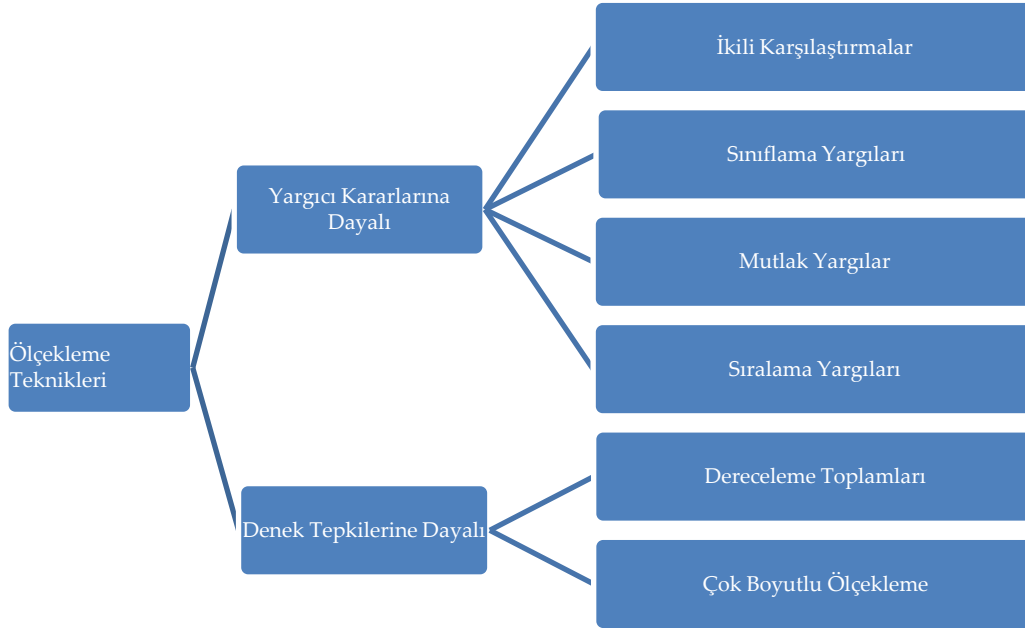 Ölçekleme
Teknikleri
Yargıcı Kararlarına
Dayalı
İkili Karşılaştırmalar
Sınıflama Yargıları
Mutlak Yargılar
Sıralama Yargıları
Denek Tepkilerine Dayalı
Dereceleme Toplamları
Çok Boyutlu Ölçekleme